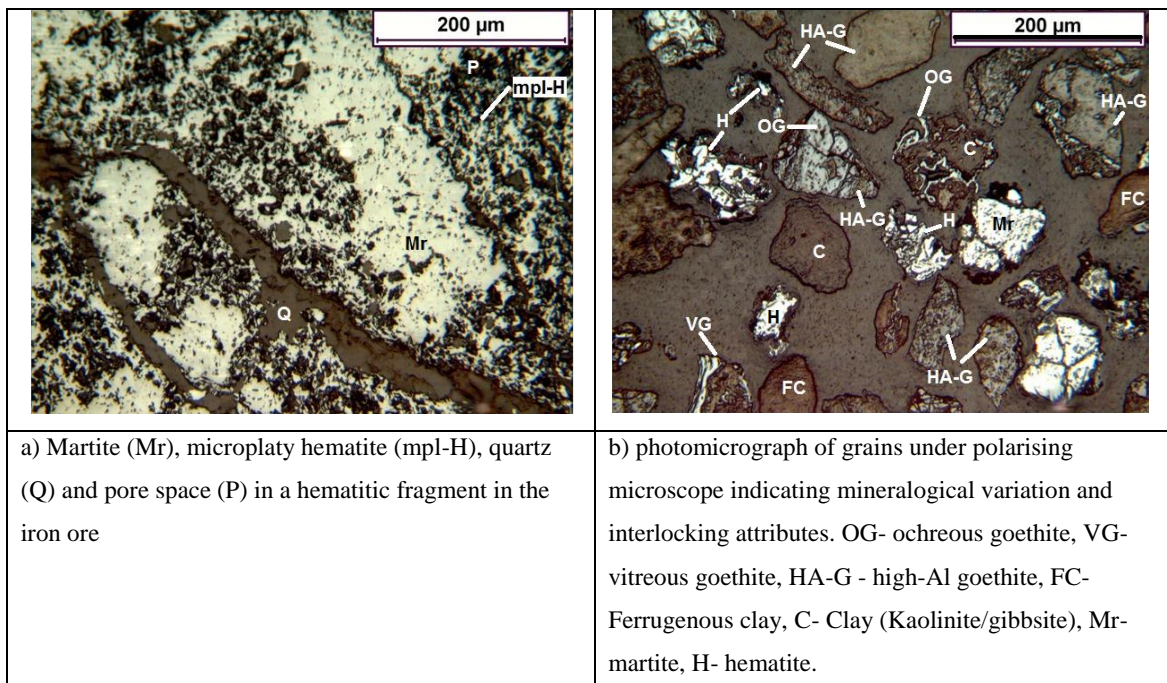 200 µm
P
mpl-H
Mr
Q
200 µm
HA-G
OG
HA-G
H
OG
C
HA-G
FC
H
Mr
C
H
VG
HA-G
FC
a) Martite (Mr), microplaty hematite (mpl-H), quartz
(Q) and pore space (P) in a hematitic fragment in the
iron ore
b) photomicrograph of grains under polarising
microscope indicating mineralogical variation and
interlocking attributes. OG- ochreous goethite, VG-
vitreous goethite, HA-G - high-Al goethite, FC-
Ferrugenous clay, C- Clay (Kaolinite/gibbsite), Mr-
martite, H- hematite.